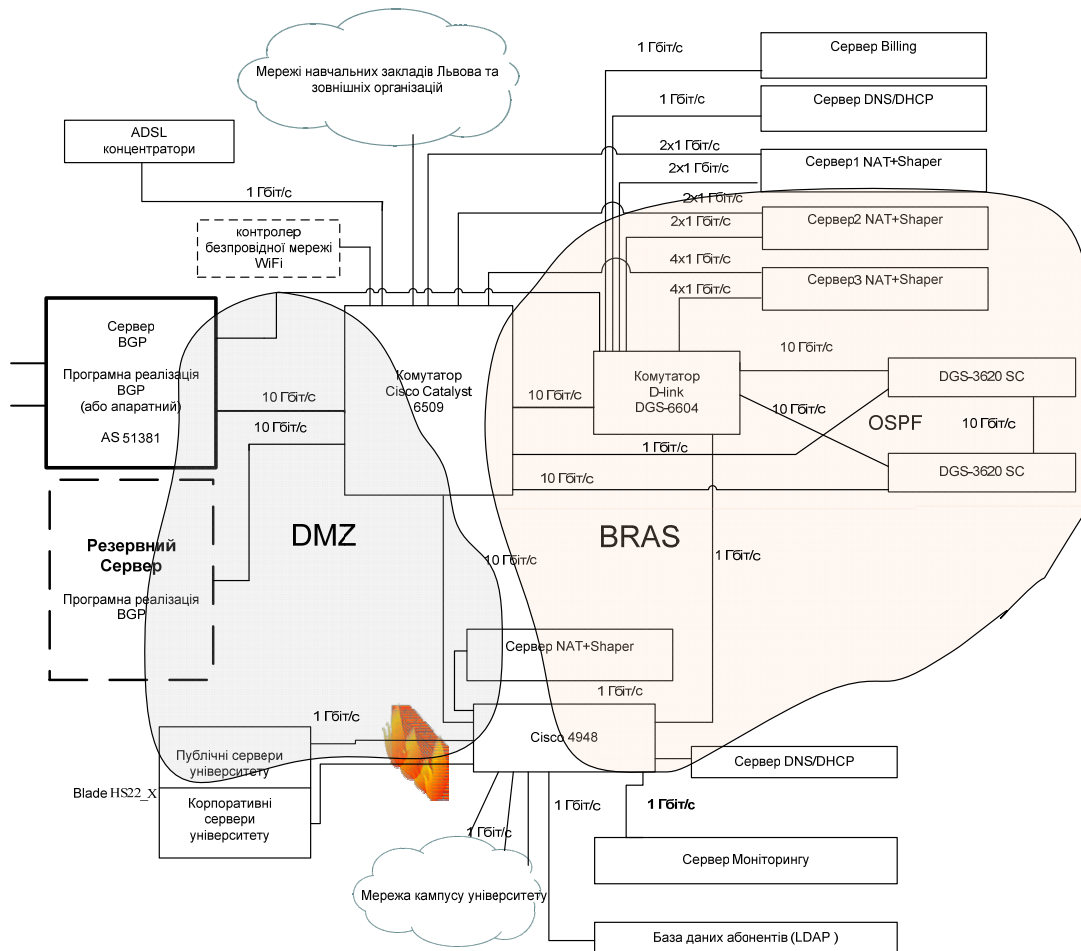 1 Гбіт/с
Сервер Billing
Мережі навчальних закладів Львова та
зовнішніх організацій
1 Гбіт/с
Сервер DNS/DHCP
ADSL
концентратори
2x1 Гбіт/с
Сервер1 NAT+Shaper
2x1 Гбіт/с
1 Гбіт/с
2x1 Гбіт/с
Сервер2 NAT+Shaper
2x1 Гбіт/с
контролер
безпровідної мережі
WiFi
4x1 Гбіт/с
Сервер3 NAT+Shaper
4x1 Гбіт/с
Сервер
BGP
Програмна реалізація
BGP
(або апаратний)
AS 51381
Комутатор
Cisco Catalyst
6509
Комутатор
D-link
DGS-6604
10 Гбіт/с
DGS-3620 SC
10 Гбіт/с
10 Гбіт/с
10 Гбіт/с
OSPF
10 Гбіт/с
10 Гбіт/с
1 Гбіт/с
10 Гбіт/с
DGS-3620 SC
Резервний
Сервер
Програмна реалізація
BGP
DMZ
BRAS
10 Гбіт/с
1 Гбіт/с
Сервер NAT+Shaper
1 Гбіт/с
1 Гбіт/с
Cisco 4948
Публічні сервери
університету
Сервер DNS/DHCP
Blade HS22_X
Корпоративні
сервери
університету
1 Гбіт/с
1 Гбіт/с
1 Гбіт/с
Сервер Моніторингу
Мережа кампусу університету
База даних абонентів (LDAP )